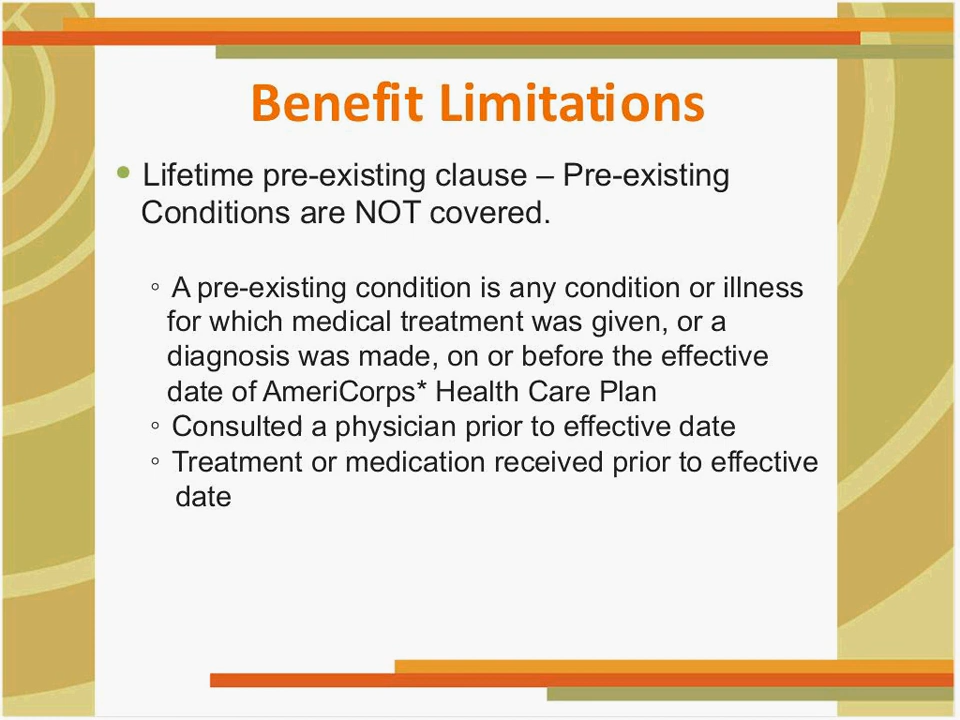 Benefit Limitations
• Lifetime pre-existing clause – Pre-existing
Conditions are NOT covered.
◦ A pre-existing condition is any condition or illness
for which medical treatment was given, or a
diagnosis was made, on or before the effective
date of AmeriCorps* Health Care Plan
◦ Consulted a physician prior to effective date
◦ Treatment or medication received prior to effective
date